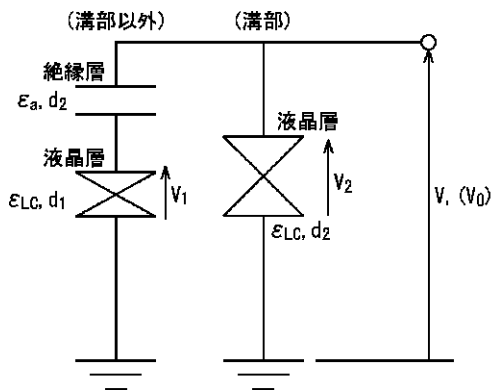 (溝部以外)
(溝部)
絶縁層
εa, d2
液晶層
εLC, d1
V1
液晶層
V2
εLC, d2
V, (V0)